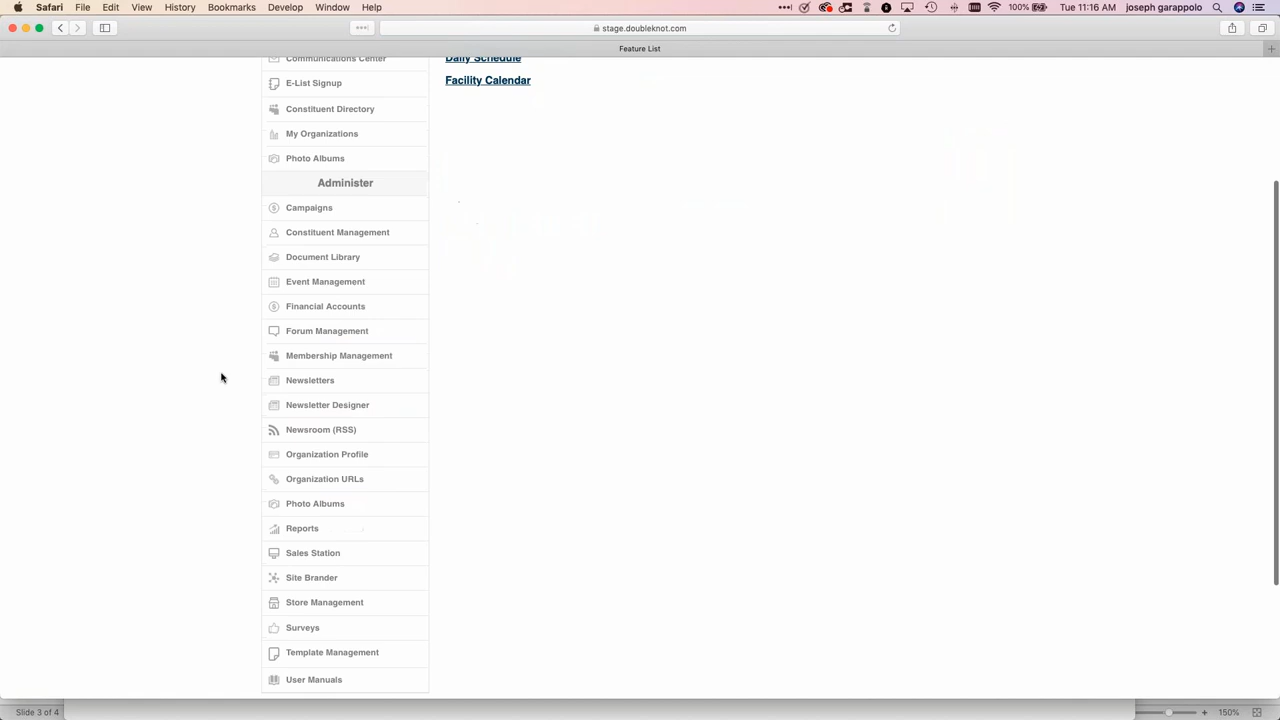 Safari File Edit View History Bookmarks Develop Window Help 100% Tue 11:16 AM joseph garappolo
stage.doubleknot.com
Feature List
Communications Center
E-List Signup
Constituent Directory
My Organizations
Photo Albums
Administer
Campaigns
Constituent Management
Document Library
Event Management
Financial Accounts
Forum Management
Membership Management
Newsletters
Newsletter Designer
Newsroom (RSS)
Organization Profile
Organization URLs
Photo Albums
Reports
Sales Station
Site Brander
Store Management
Surveys
Template Management
User Manuals
Daily Schedule
Facility Calendar
Slide 3 of 4 150%